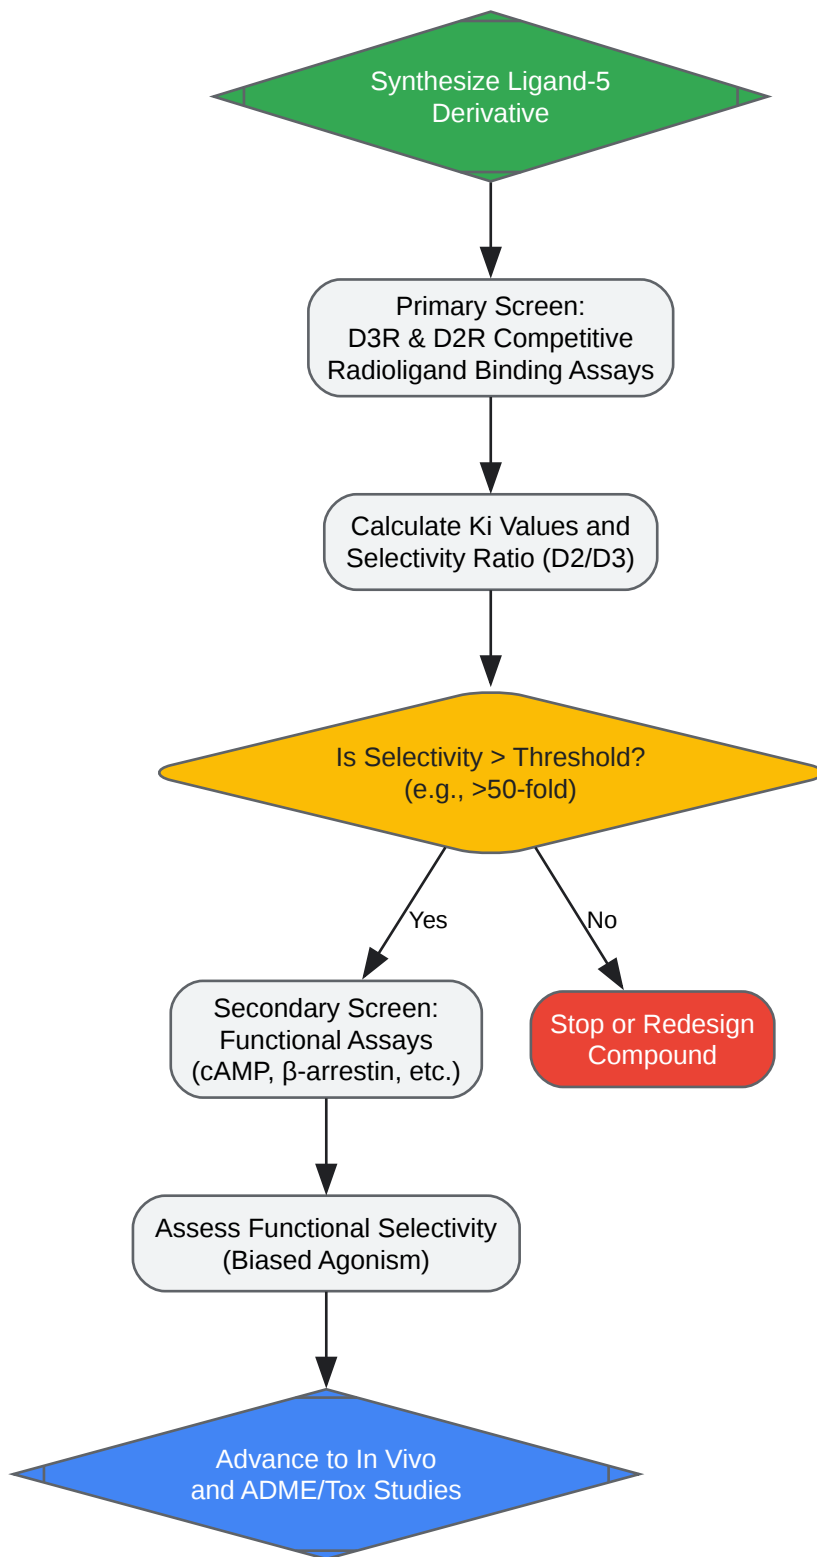 Synthesize Ligand-5
Derivative
Primary Screen:
D3R & D2R Competitive
Radioligand Binding Assays
Calculate Ki Values and
Selectivity Ratio (D2/D3)
Is Selectivity > Threshold?
(e.g., >50-fold)
Yes
No
Secondary Screen:
Functional Assays
(cAMP, β-arrestin, etc.)
Stop or Redesign
Compound
Assess Functional Selectivity
(Biased Agonism)
Advance to In Vivo
and ADME/Tox Studies